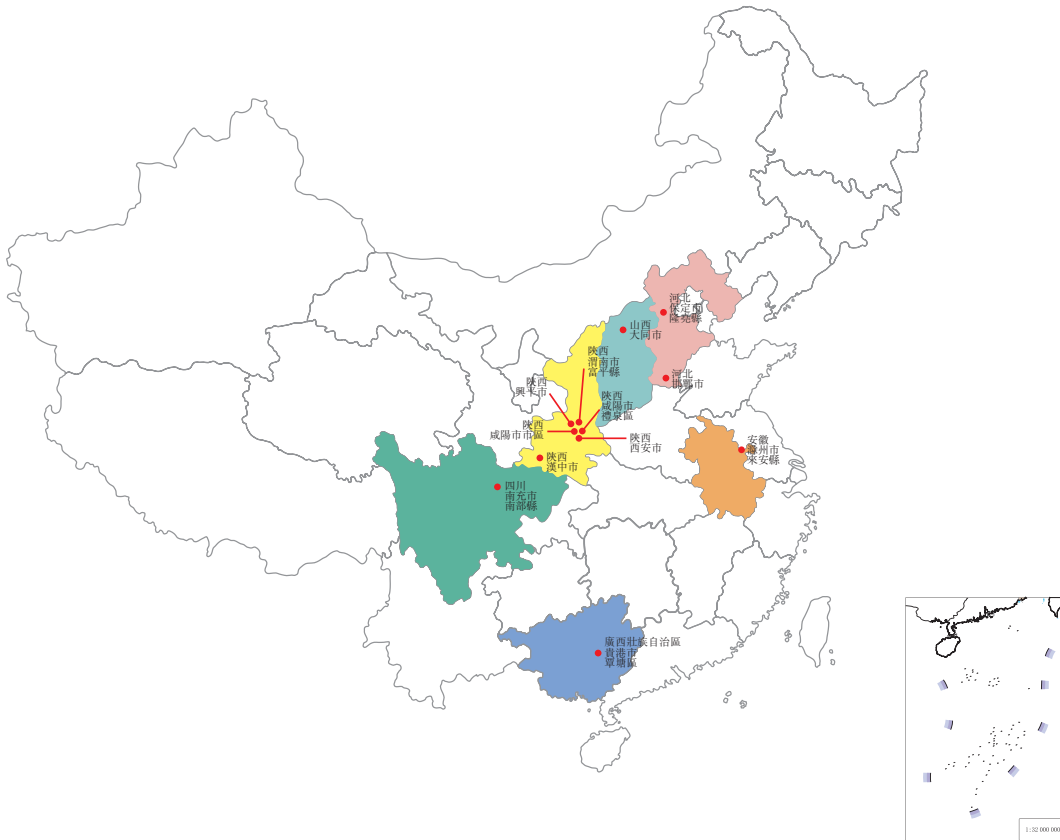 河北
保定市
隆堯縣
山西
大同市
河北
邯鄲市
陝西
渭南市
富平縣
陝西
興平市
陝西
咸陽市
禮泉區
陝西
咸陽市市區
陝西
西安市
陝西
漢中市
安徽
滁州市
來安縣
四川
南充市
南部縣
廣西壯族自治區
貴港市
覃塘區
1:32 000 000